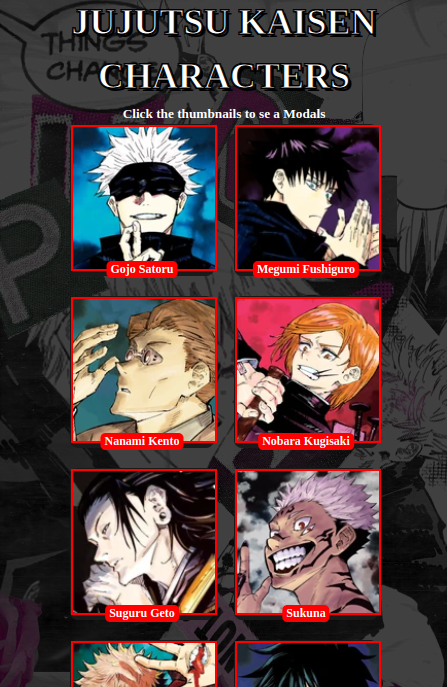 THINGS
JUJUTSU KAISEN
CHARACTERS
Click the thumbnails to se a Modals
Gojo Satoru
Megumi Fushiguro
Nanami Kento
Nobara Kugisaki
Suguru Geto
Sukuna